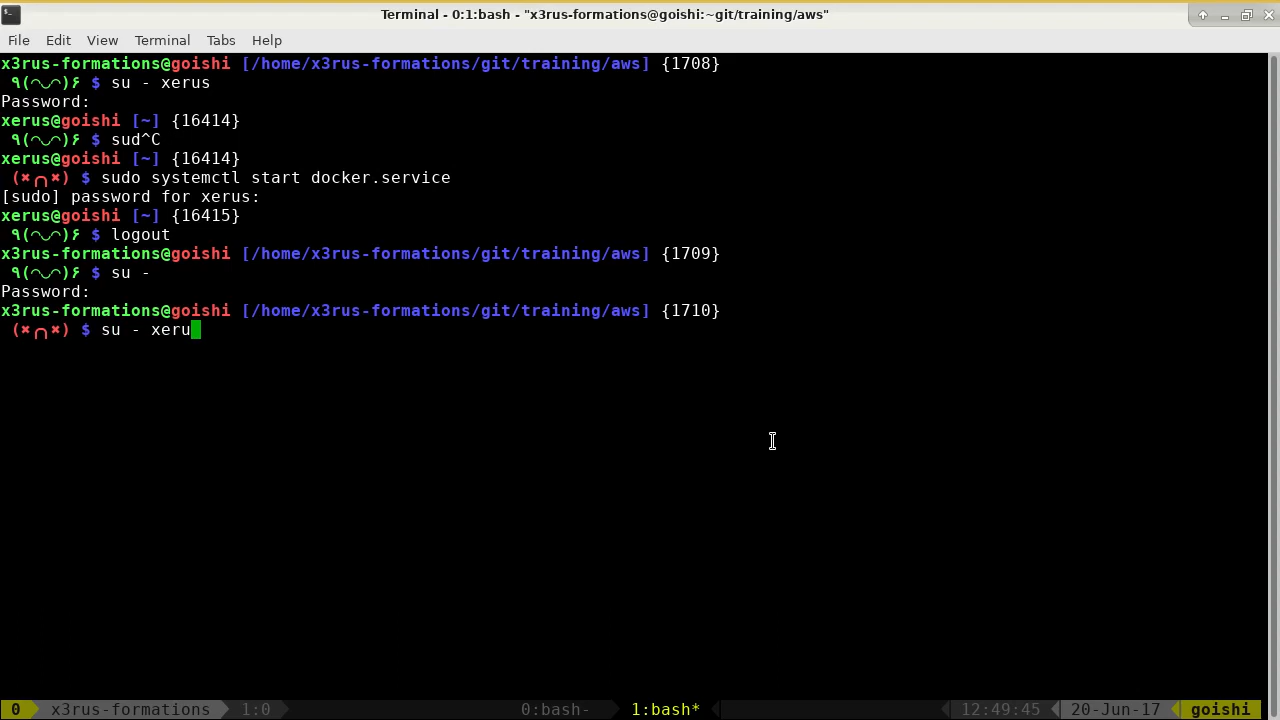 Terminal - 0:1:bash - "x3rus-formations@goishi:~git/training/aws"
File Edit View Terminal Tabs Help
x3rus-formations@goishi [/home/x3rus-formations/git/training/aws] {1708}
٩(◠◡◠)۶ $ su - xerus
Password:
xerus@goishi [~] {16414}
٩(◠◡◠)۶ $ sud^C
xerus@goishi [~] {16414}
(✖╭╮✖) $ sudo systemctl start docker.service
[sudo] password for xerus:
xerus@goishi [~] {16415}
٩(◠◡◠)۶ $ logout
x3rus-formations@goishi [/home/x3rus-formations/git/training/aws] {1709}
٩(◠◡◠)۶ $ su -
Password:
x3rus-formations@goishi [/home/x3rus-formations/git/training/aws] {1710}
(✖╭╮✖) $ su - xeru
0 x3rus-formations 1:0 0:bash- 1:bash* 12:49:45 20-Jun-17 goishi